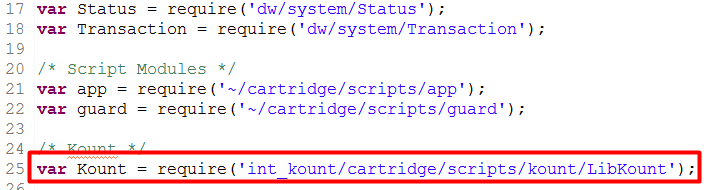 17 var Status = require('dw/system/Status');
18 var Transaction = require('dw/system/Transaction');
19
20 /* Script Modules */
21 var app = require('~/cartridge/scripts/app');
22 var guard = require('~/cartridge/scripts/guard');
23
24 /* Kount */
25 var Kount = require('int_kount/cartridge/scripts/kount/LibKount');
26